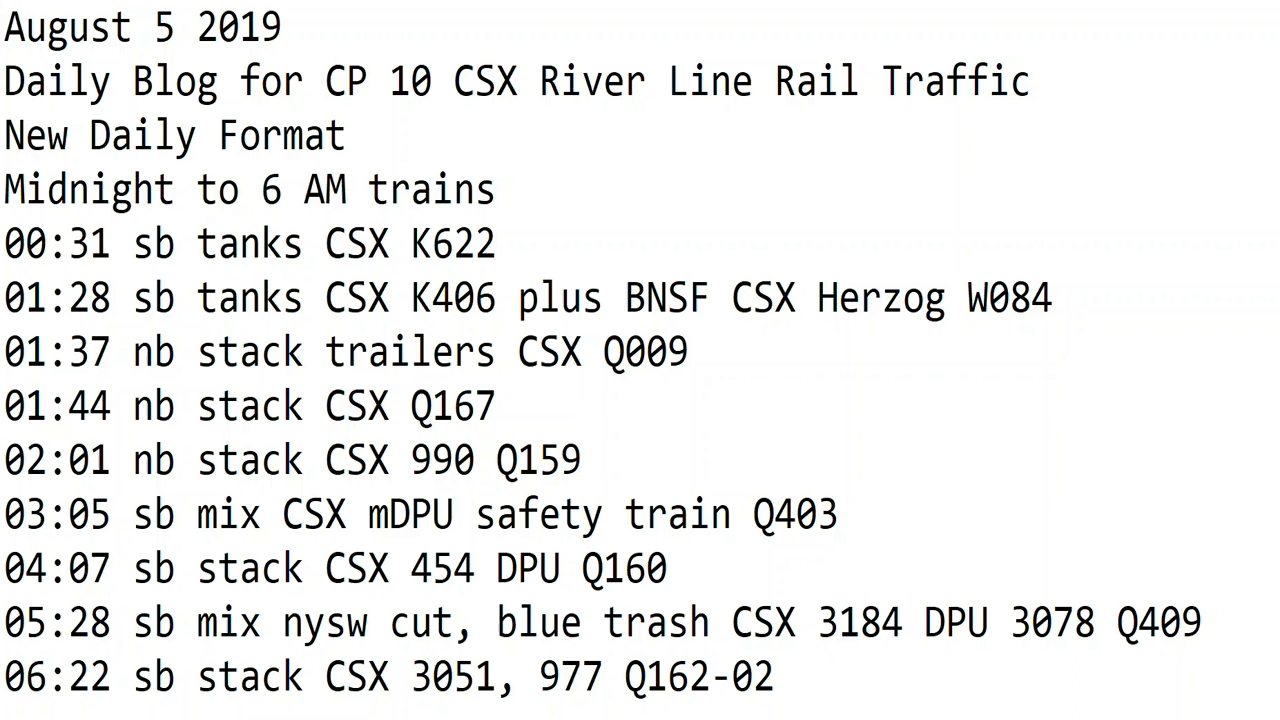 August 5 2019
Daily Blog for CP 10 CSX River Line Rail Traffic
New Daily Format
Midnight to 6 AM trains
00:31 sb tanks CSX K622
01:28 sb tanks CSX K406 plus BNSF CSX Herzog W084
01:37 nb stack trailers CSX Q009
01:44 nb stack CSX Q167
02:01 nb stack CSX 990 Q159
03:05 sb mix CSX mDPU safety train Q403
04:07 sb stack CSX 454 DPU Q160
05:28 sb mix nysw cut, blue trash CSX 3184 DPU 3078 Q409
06:22 sb stack CSX 3051, 977 Q162-02